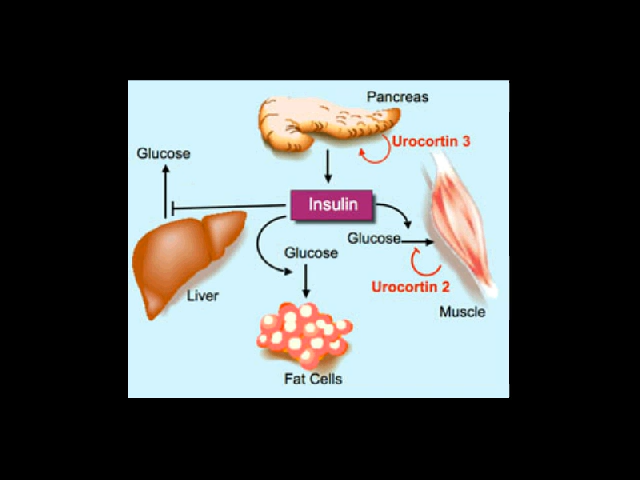 Pancreas
Urocortin 3
Glucose
Insulin
Glucose
Glucose
Urocortin 2
Liver
Muscle
Fat Cells